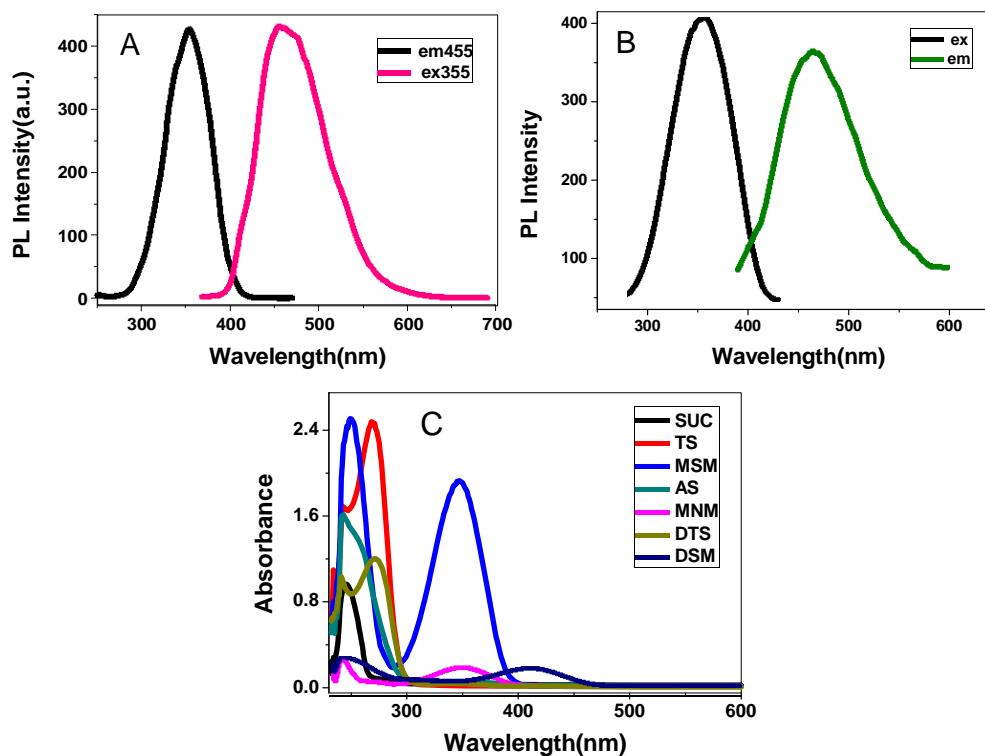 A
em455
ex355
PL Intensity(a.u.)
400
300
200
100
0
300
400
500
600
700
Wavelength(nm)
B
ex
em
PL Intensity
400
300
200
100
300
400
500
600
Wavelength(nm)
C
SUC
TS
MSM
AS
MNM
DTS
DSM
Absorbance
2.4
1.6
0.8
0.0
300
400
500
600
Wavelength(nm)